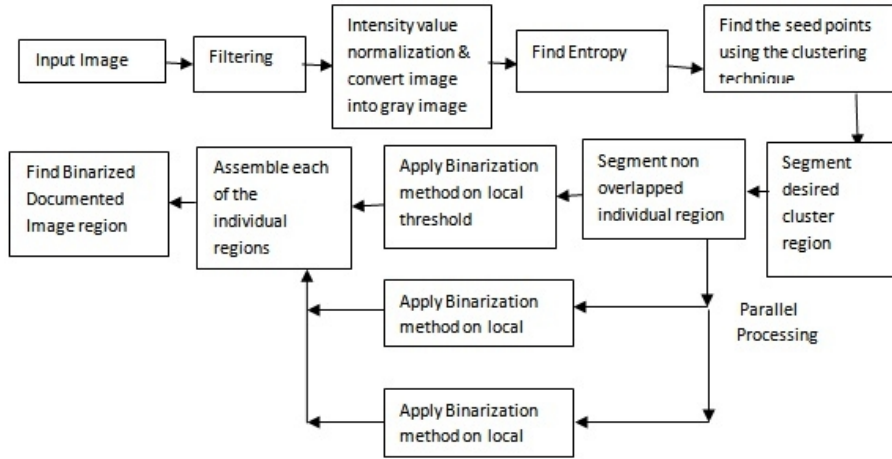 Input Image
Filtering
Intensity value
normalization &
convert image
into gray image
Find Entropy
Find the seed points
using the clustering
technique
Segment
desired
cluster
region
Segment non
overlapped
individual region
Apply Binarization
method on local
threshold
Assemble each
of the
individual
regions
Find Binarized
Documented
Image region
Apply Binarization
method on local
Parallel
Processing
Apply Binarization
method on local